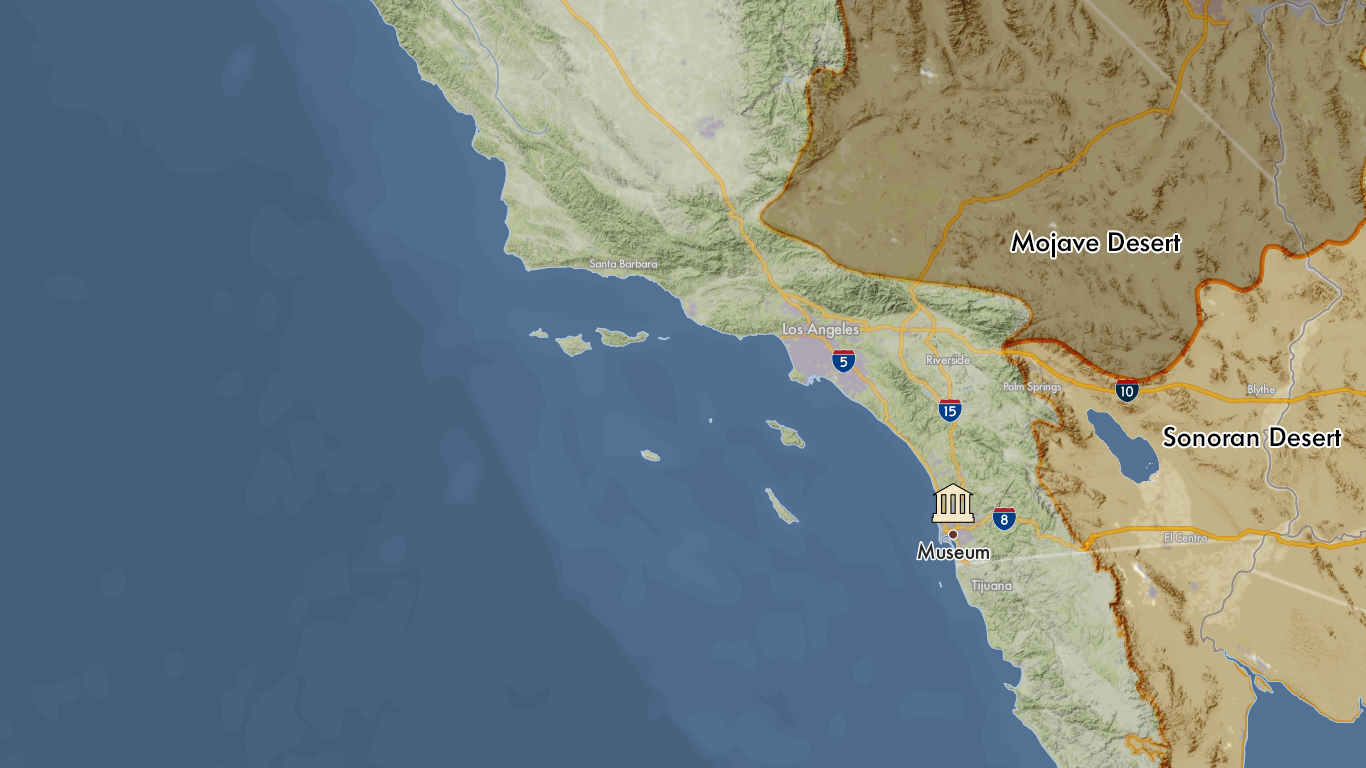 Mojave Desert
Santa Barbara
Los Angeles
5
Riverside
Palm Springs
10
Blythe
15
Sonoran Desert
8
El Centro
Museum
Tijuana